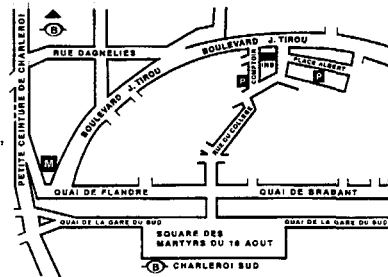 B
BOULEVARD J. TIROU
RUE DAGNELIES
COMPTOIR
INB
PLACE ALBERT
P
P
PETITE CEINTURE DE CHARLEROI
BOULEVARD J. TIROU
RUE DU COLLEGE
M
QUAI DE FLANDRE
QUAI DE BRABANT
QUAI DE LA GARE DU SUD
QUAI DE LA GARE DU SUD
SQUARE DES
MARTYRS DU 18 AOUT
B CHARLEROI SUD